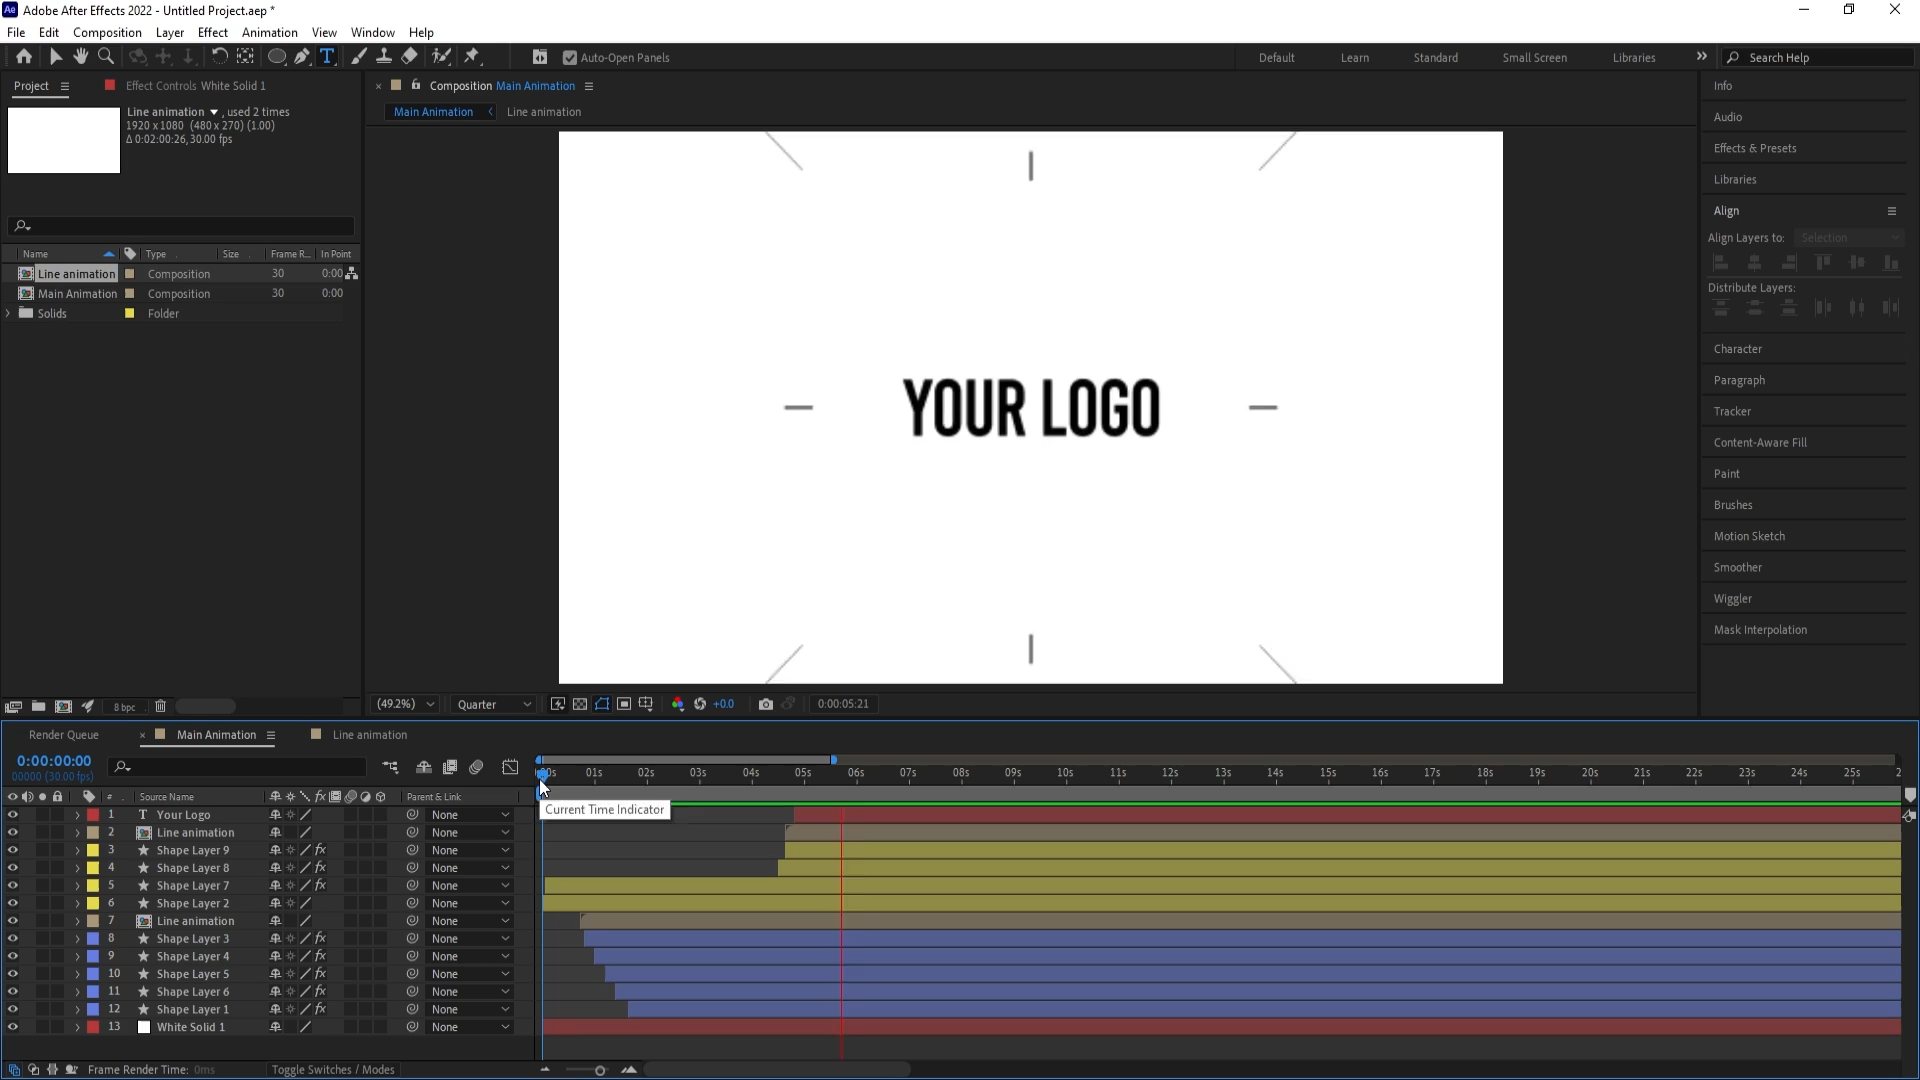 Ae Adobe After Effects 2022 - Untitled Project.aep *
File Edit Composition Layer Effect Animation View Window Help
T Auto-Open Panels Default Learn Standard Small Screen Libraries Search Help
Project Effect Controls White Solid 1
Line animation , used 2 times
1920 x 1080 (480 x 270) (1.00)
Δ 0:02:00:26, 30.00 fps
Name Type Size Frame R... In Point
Line animation Composition 30 0:00
Main Animation Composition 30 0:00
Solids Folder
8 bpc
Composition Main Animation
Main Animation Line animation
YOUR LOGO
(49.2%) Quarter +0.0 0:00:05:21
Info
Audio
Effects & Presets
Libraries
Align
Align Layers to: Selection
Distribute Layers:
Character
Paragraph
Tracker
Content-Aware Fill
Paint
Brushes
Motion Sketch
Smoother
Wiggler
Mask Interpolation
Render Queue Main Animation Line animation
0:00:00:00
00000 (30.00 fps)
01s 02s 03s 04s 05s 06s 07s 08s 09s 10s 11s 12s 13s 14s 15s 16s 17s 18s 19s 20s 21s 22s 23s 24s 25s
# Source Name fx Parent & Link
Current Time Indicator
1 T Your Logo None
2 Line animation None
3 Shape Layer 9 fx None
4 Shape Layer 8 fx None
5 Shape Layer 7 fx None
6 Shape Layer 2 None
7 Line animation None
8 Shape Layer 3 fx None
9 Shape Layer 4 fx None
10 Shape Layer 5 fx None
11 Shape Layer 6 fx None
12 Shape Layer 1 fx None
13 White Solid 1 None
Frame Render Time: 0ms Toggle Switches / Modes